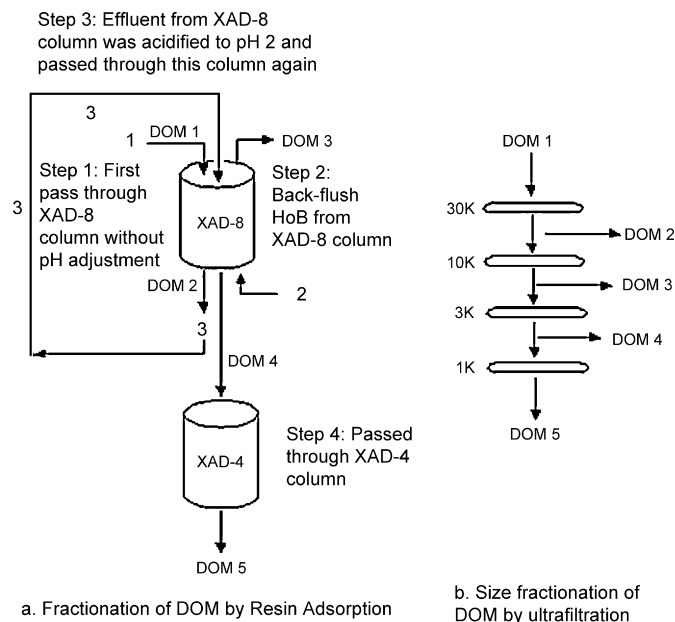 Step 3: Effluent from XAD-8
column was acidified to pH 2 and
passed through this column again
3
1
DOM 1
DOM 3
Step 1: First
pass through
XAD-8
column without
pH adjustment
3
XAD-8
Step 2:
Back-flush
HoB from
XAD-8 column
DOM 2
2
3
DOM 4
XAD-4
Step 4: Passed
through XAD-4
column
DOM 5
a. Fractionation of DOM by Resin Adsorption
DOM 1
30K
DOM 2
10K
DOM 3
3K
DOM 4
1K
DOM 5
b. Size fractionation of
DOM by ultrafiltration